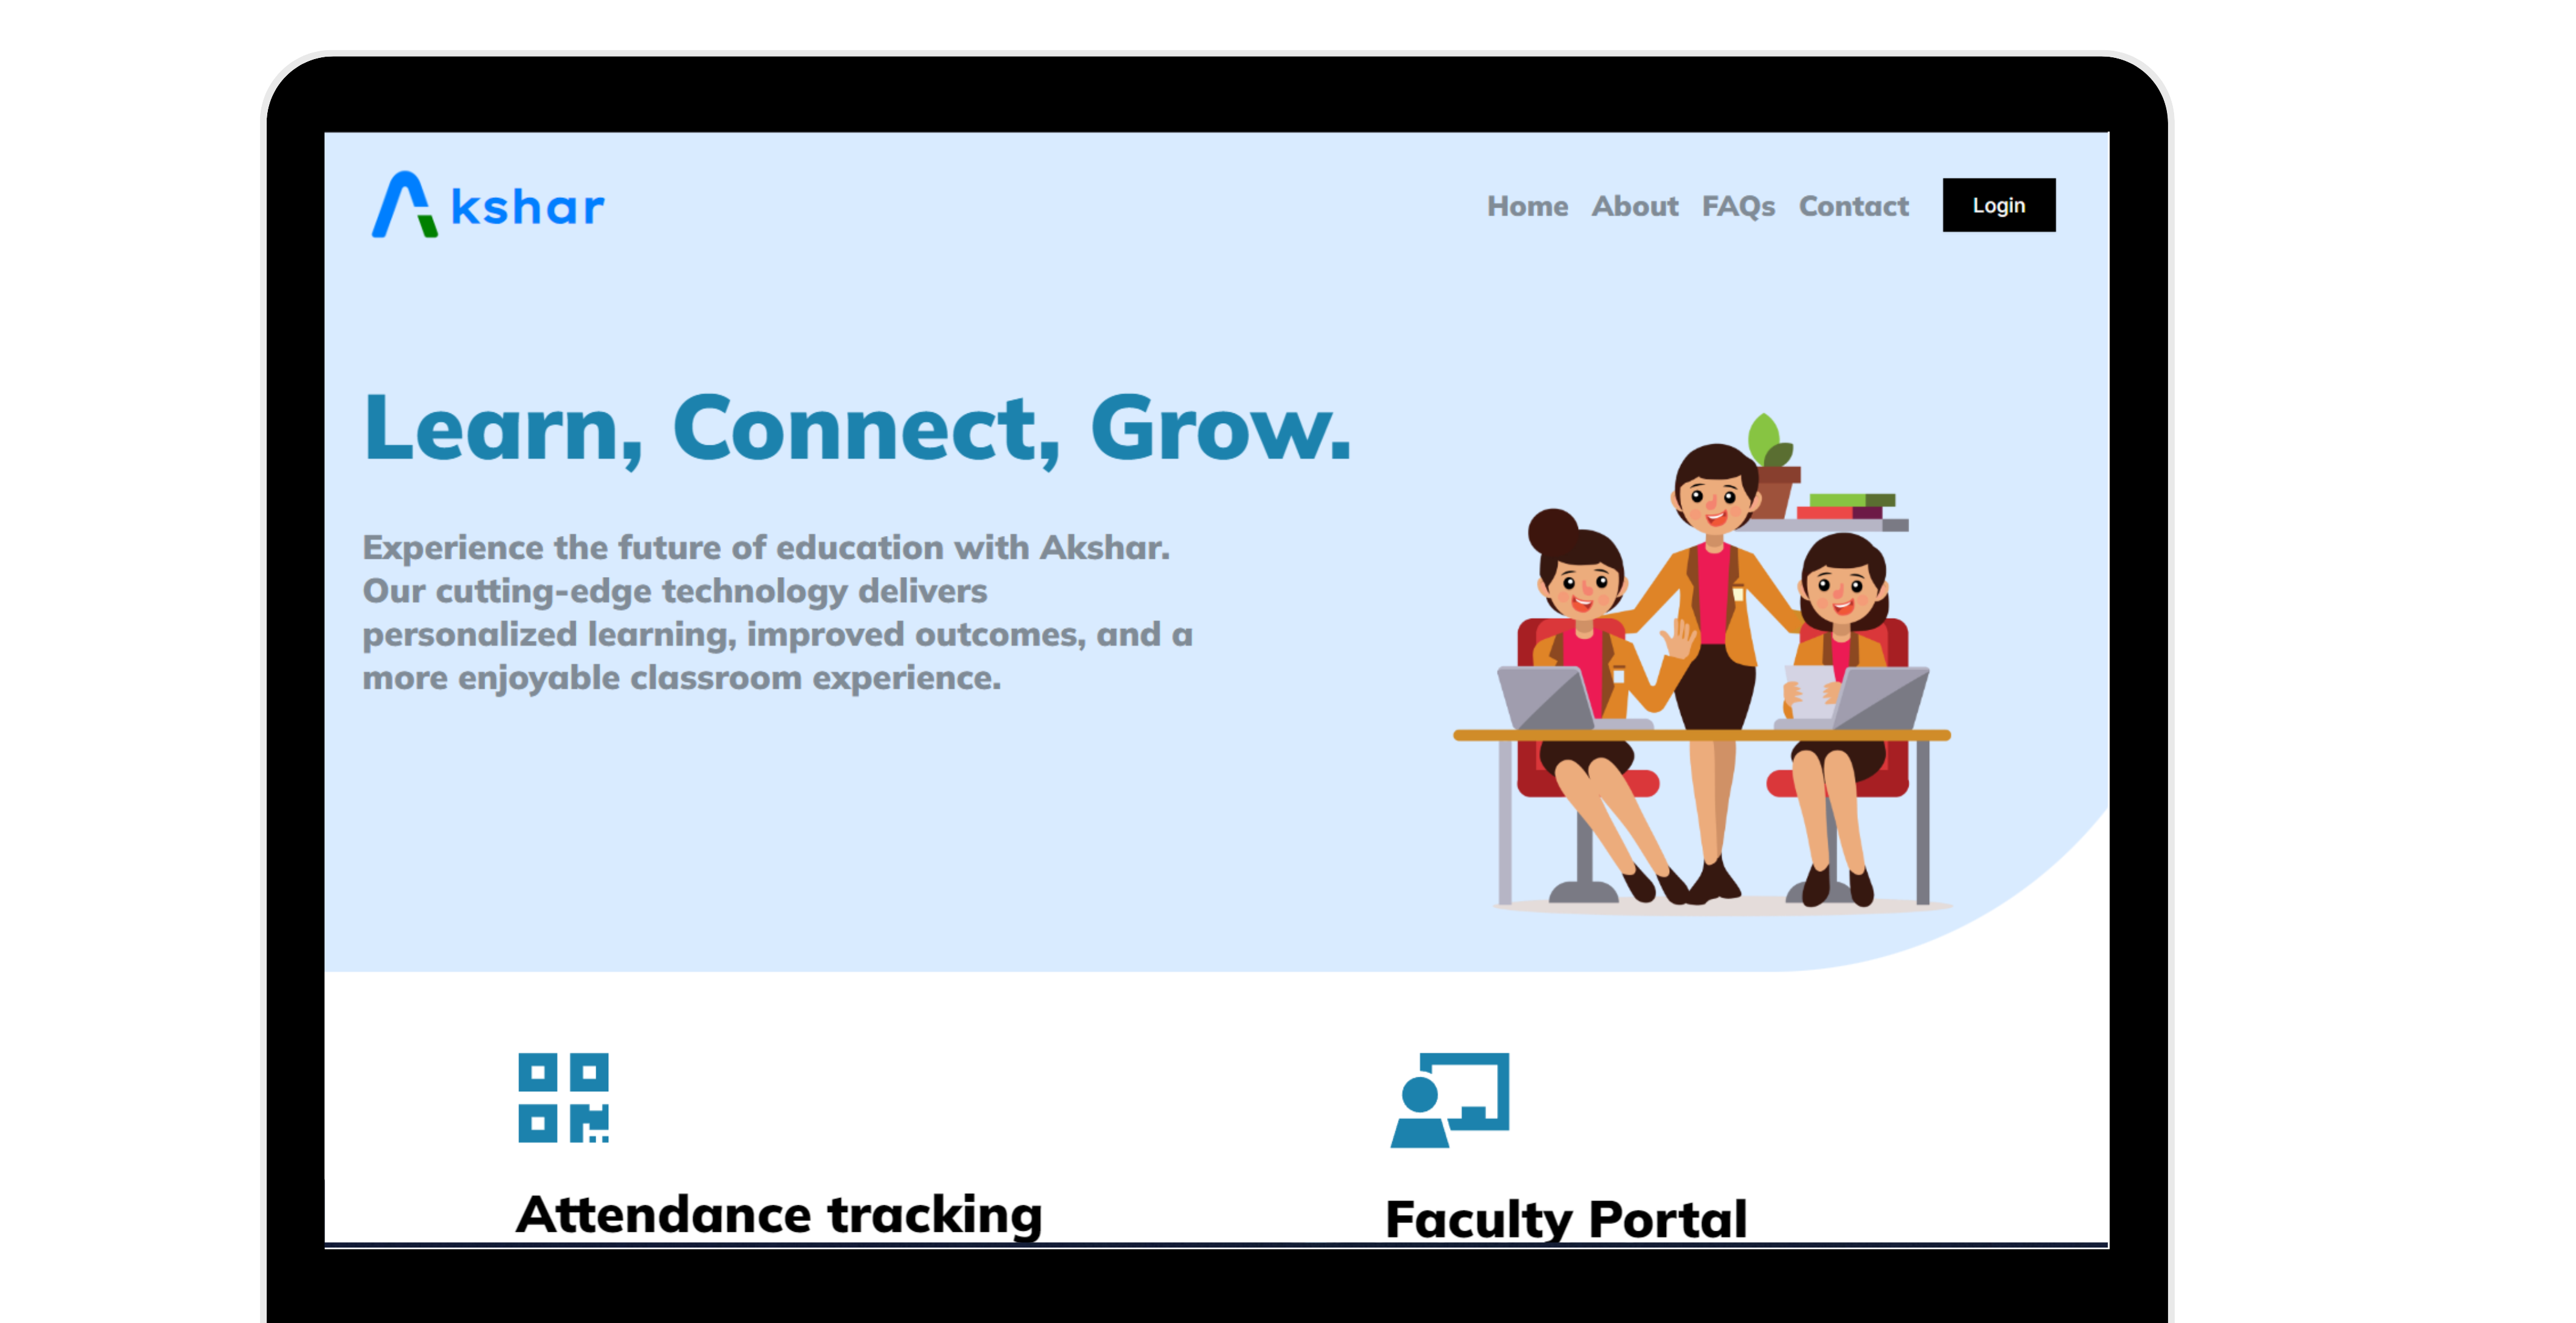 Akshar
Home About FAQs Contact Login
Learn, Connect, Grow.
Experience the future of education with Akshar.
Our cutting-edge technology delivers
personalized learning, improved outcomes, and a
more enjoyable classroom experience.
Attendance tracking
Faculty Portal